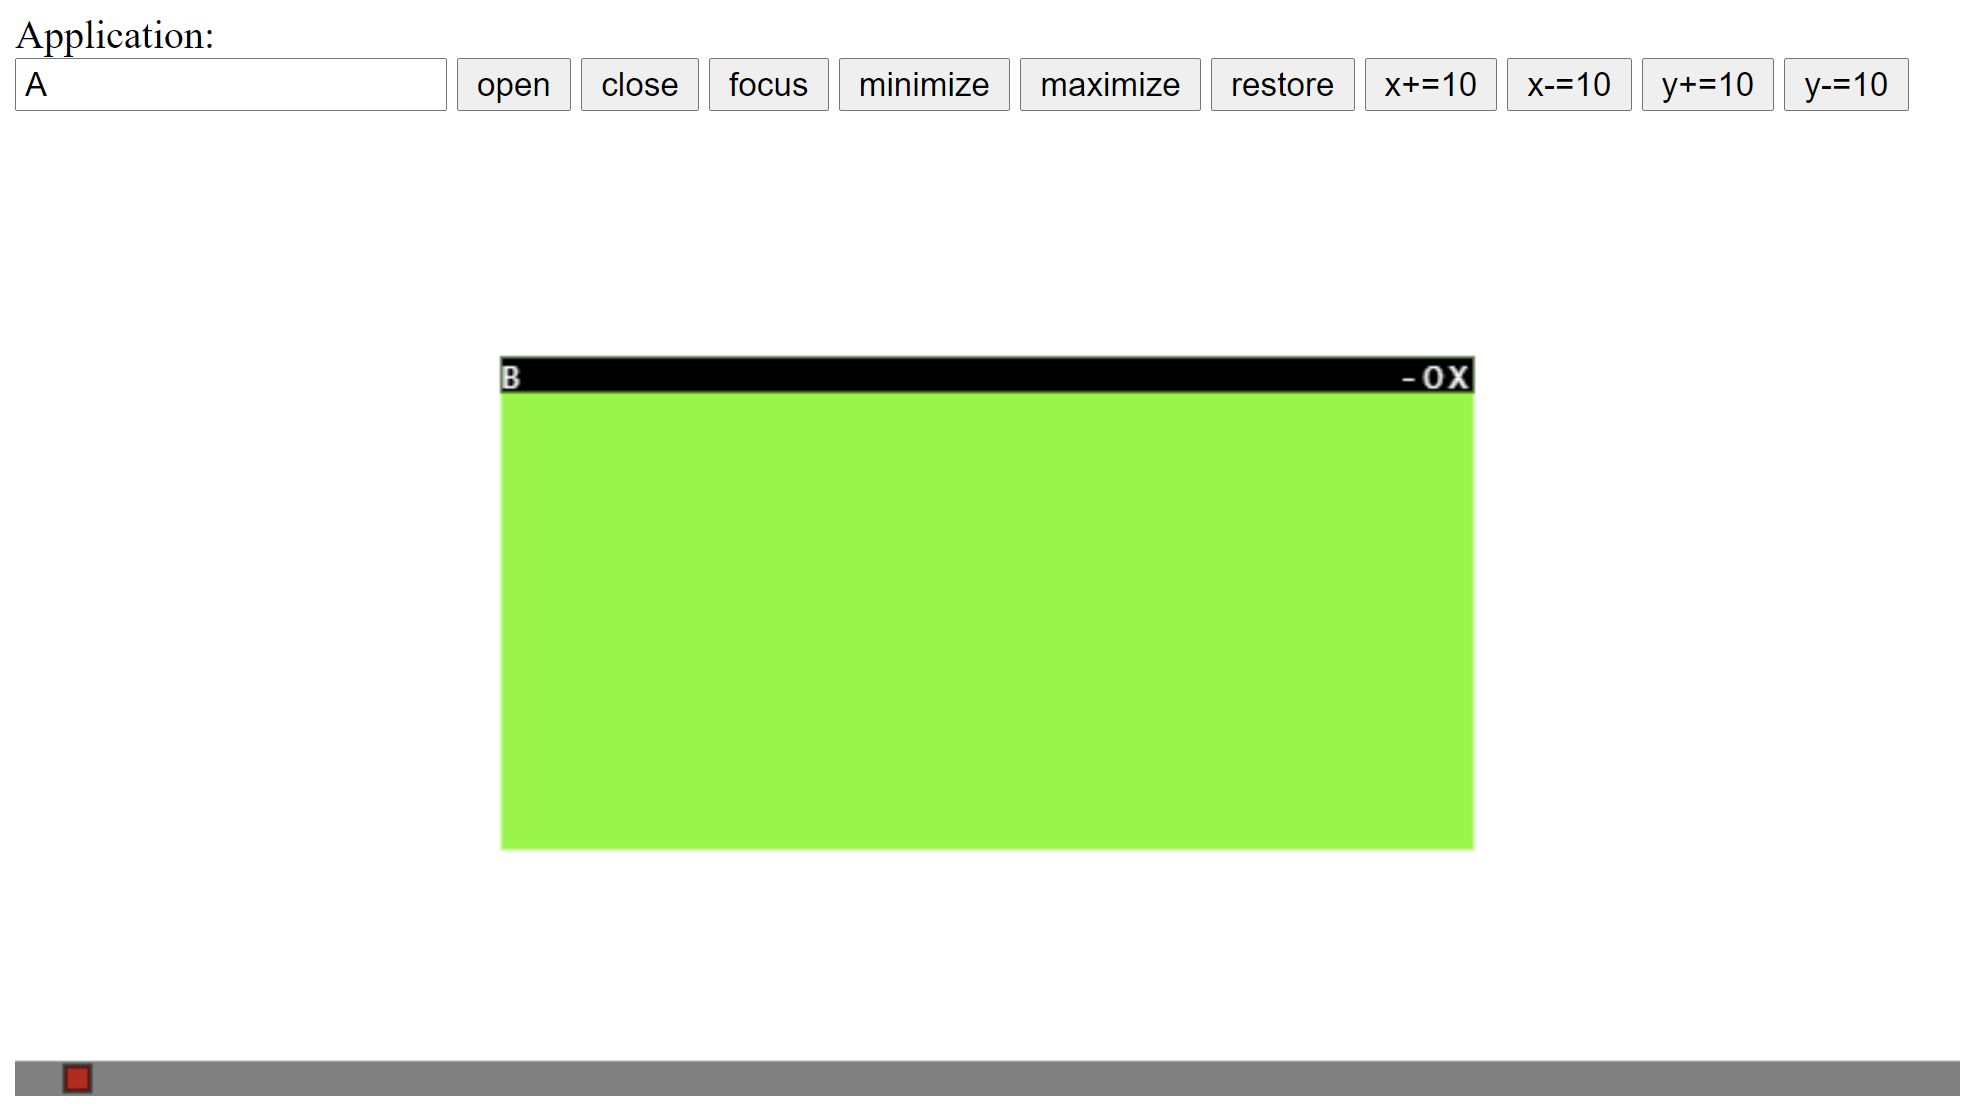 Application:
A open close focus minimize maximize restore x+=10 x-=10 y+=10 y-=10
B - O X